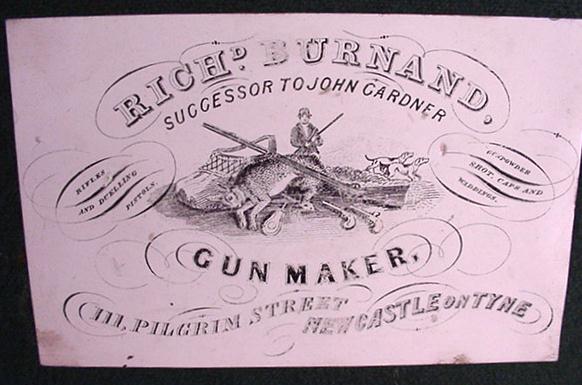 RICHD BURNAND,
SUCCESSOR TO JOHN GARDNER
RIFLES
AND DUELLING
PISTOLS.
GUNPOWDER
SHOT, CAPS AND
WADDINGS.
GUN MAKER,
111, PILGRIM STREET
NEWCASTLE ON TYNE